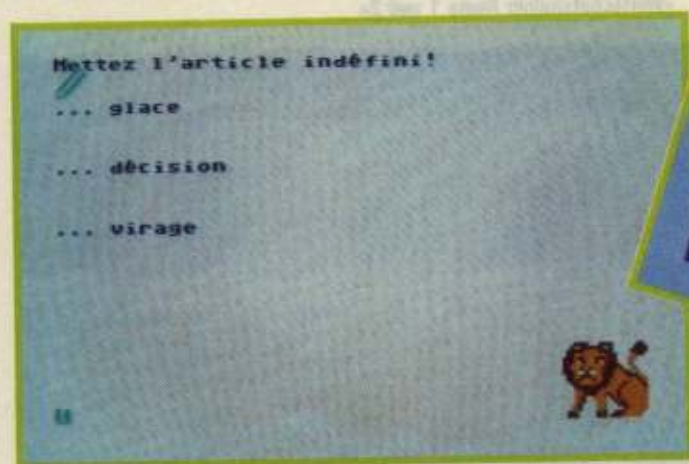 Mettez l'article indéfini!
... glace
... décision
... virage